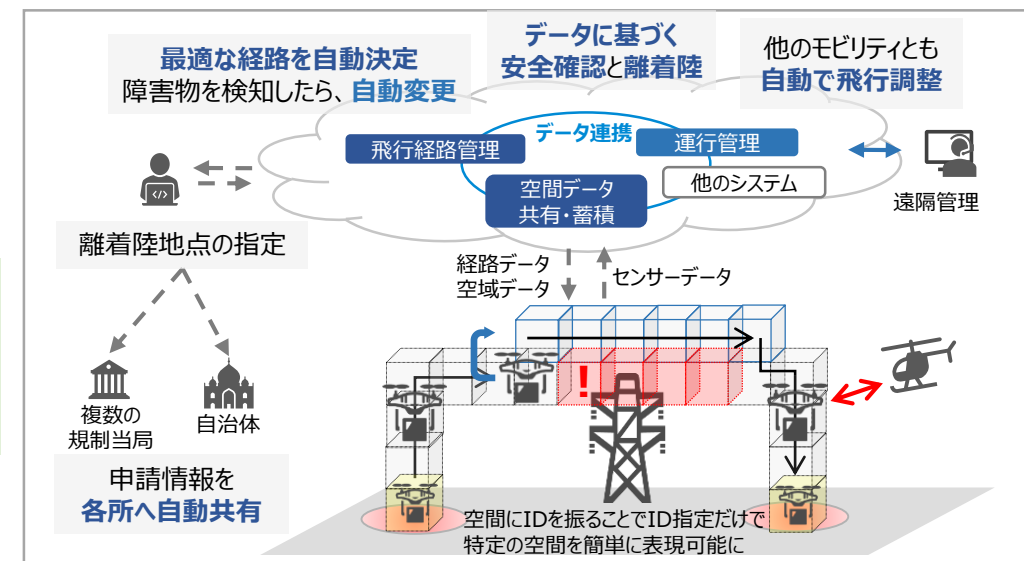 最適な経路を自動決定
障害物を検知したら、自動変更
データに基づく
安全確認と離着陸
他のモビリティとも
自動で飛行調整
データ連携
飛行経路管理
運行管理
空間データ
共有・蓄積
他のシステム
遠隔管理
離着陸地点の指定
経路データ
空域データ
センサーデータ
!
複数の
規制当局
自治体
申請情報を
各所へ自動共有
空間にIDを振ることでID指定だけで
特定の空間を簡単に表現可能に